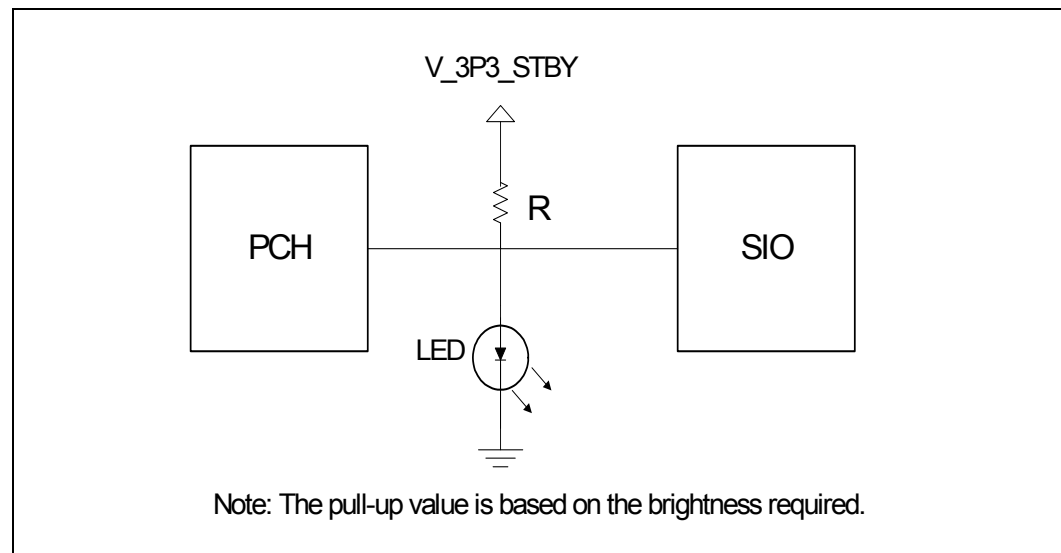 V_3P3_STBY
R
PCH
SIO
LED
Note: The pull-up value is based on the brightness required.